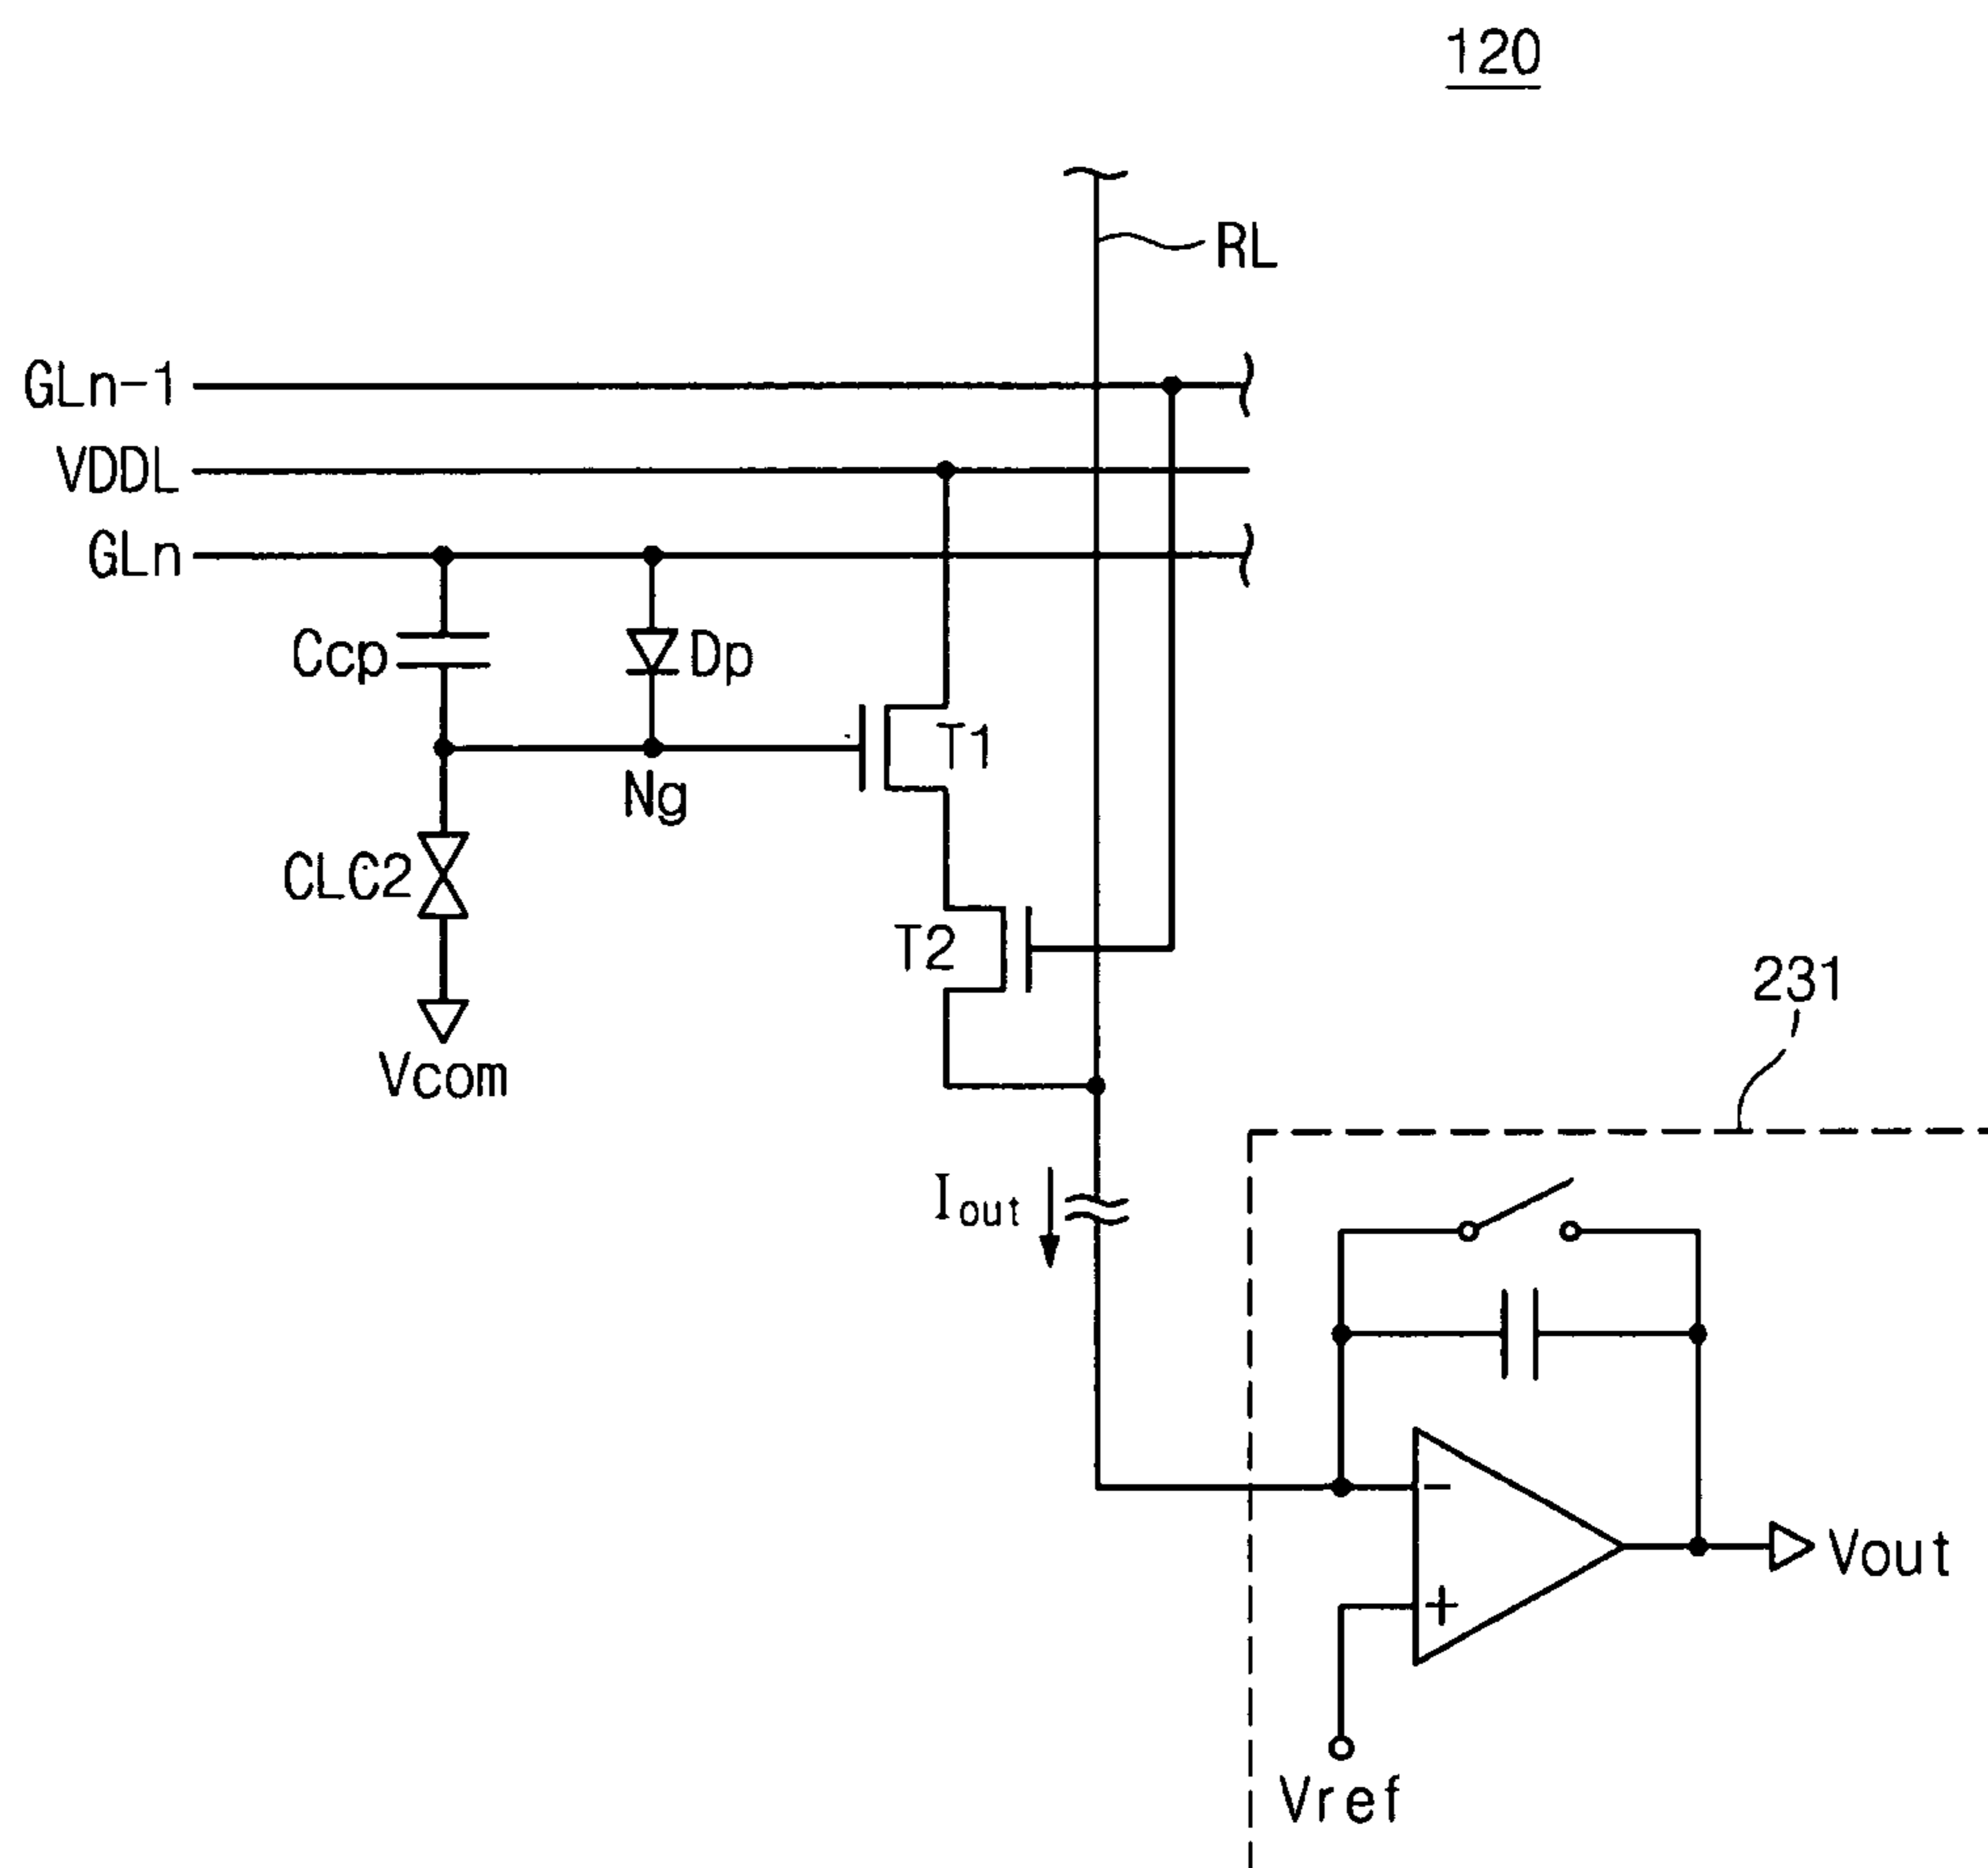 120
RL
GLn-1
VDDL
GLn
Ccp
Dp
T1
Ng
CLC2
T2
231
Vcom
Iout
-
+
Vout
Vref